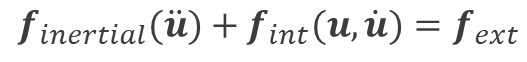 f_inertial(ü) + f_int(u, u̇) = f_ext